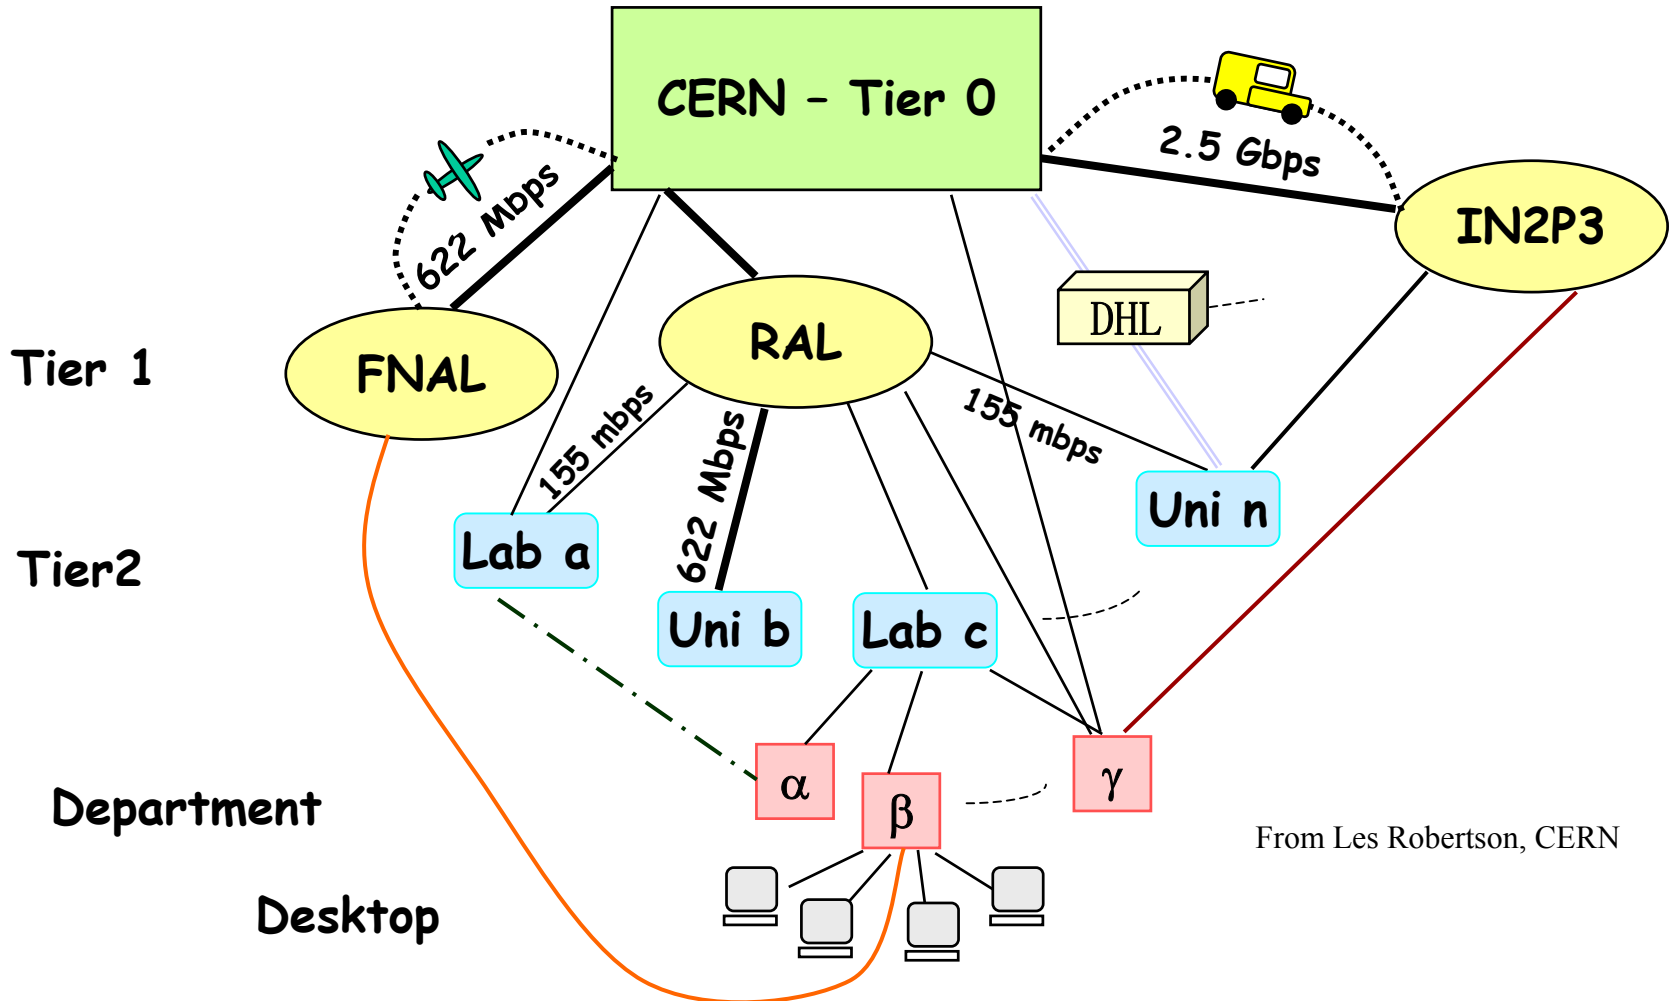 CERN – Tier 0
2.5 Gbps
622 Mbps
IN2P3
DHL
Tier 1
FNAL
RAL
155 mbps
622 Mbps
155 mbps
Uni n
Tier2
Lab a
Uni b
Lab c
Department
α
β
γ
From Les Robertson, CERN
Desktop